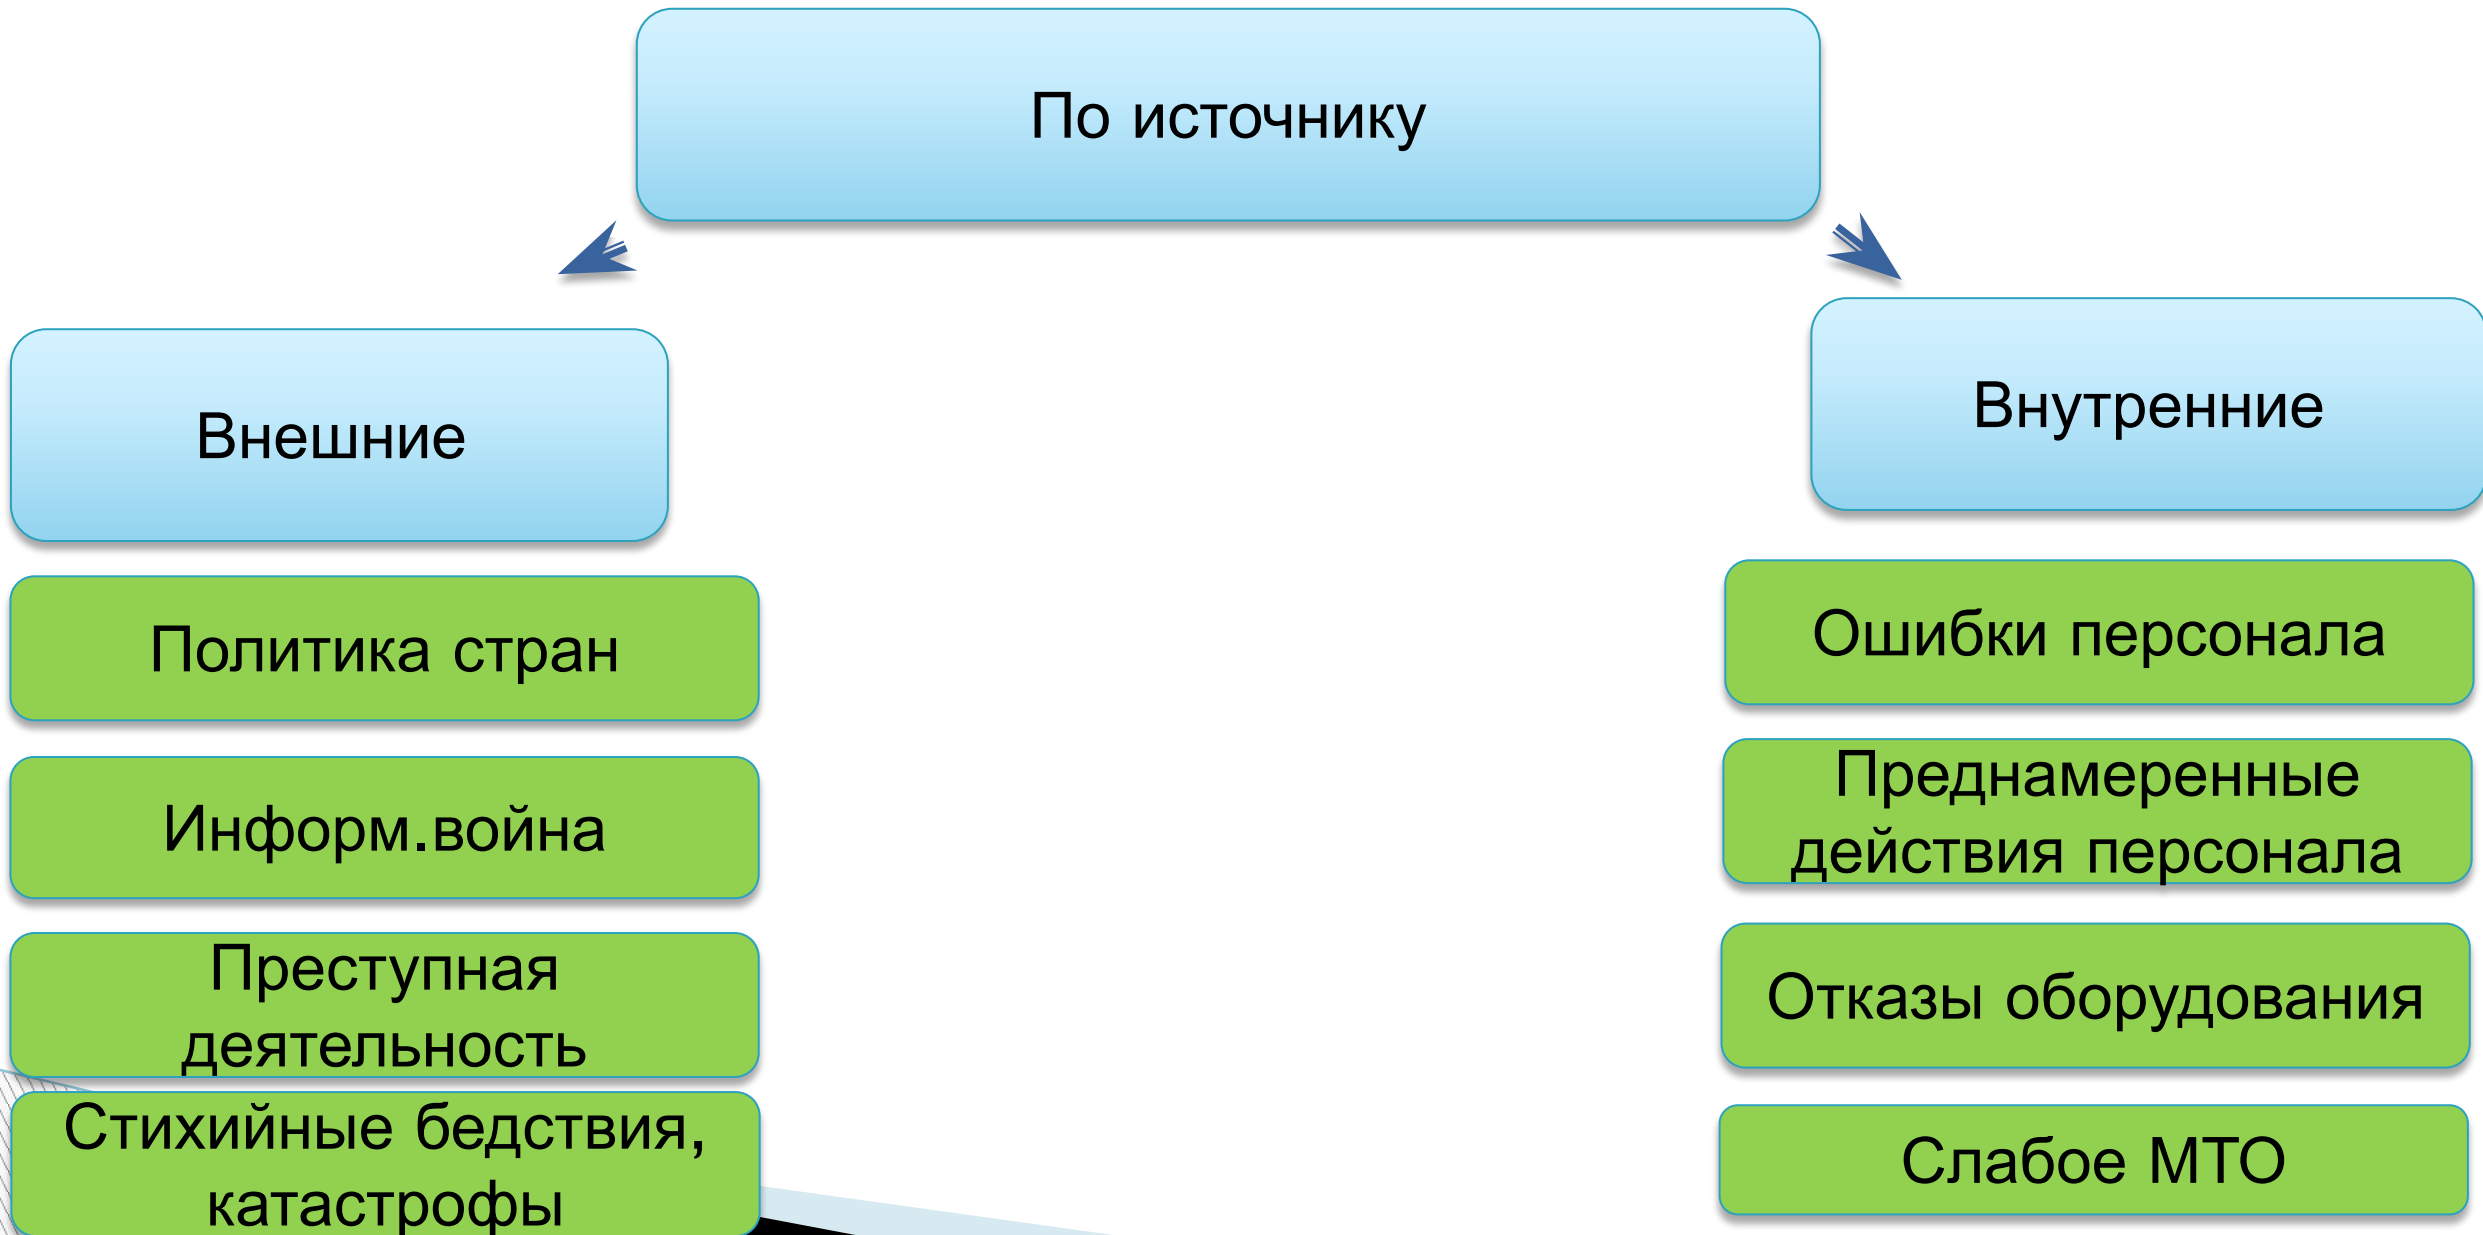 По источнику
Внешние
Политика стран
Информ.война
Преступная
деятельность
Стихийные бедствия,
катастрофы
Внутренние
Ошибки персонала
Преднамеренные
действия персонала
Отказы оборудования
Слабое МТО